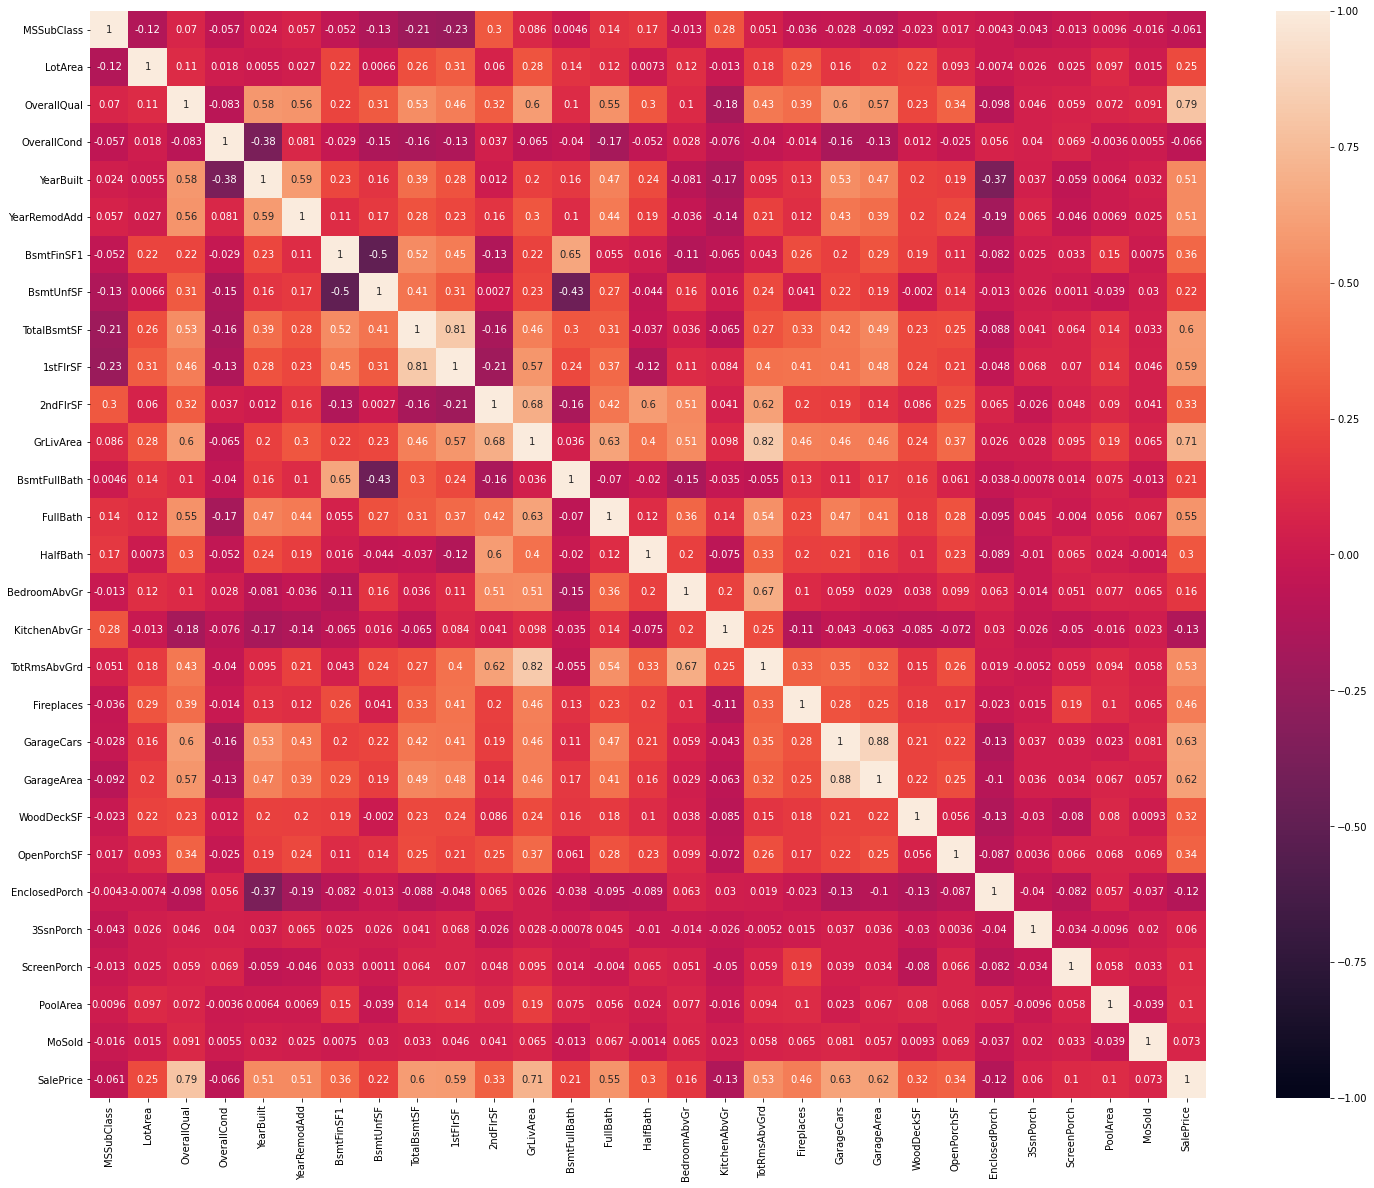 MSSubClass 1 -0.12 0.07 -0.057 0.024 0.057 -0.052 -0.13 -0.21 -0.23 0.3 0.086 0.0046 0.14 0.17 -0.013 0.28 0.051 -0.036 -0.028 -0.092 -0.023 0.017 -0.0043 -0.043 -0.013 0.0096 -0.016 -0.061
LotArea -0.12 1 0.11 0.018 0.0055 0.027 0.22 0.0066 0.26 0.31 0.06 0.28 0.14 0.12 0.0073 0.12 -0.013 0.18 0.29 0.16 0.2 0.22 0.093 -0.0074 0.026 0.025 0.097 0.015 0.25
OverallQual 0.07 0.11 1 -0.083 0.58 0.56 0.22 0.31 0.53 0.46 0.32 0.6 0.1 0.55 0.3 0.1 -0.18 0.43 0.39 0.6 0.57 0.23 0.34 -0.098 0.046 0.059 0.072 0.091 0.79
OverallCond -0.057 0.018 -0.083 1 -0.38 0.081 -0.029 -0.15 -0.16 -0.13 0.037 -0.065 -0.04 -0.17 -0.052 0.028 -0.076 -0.04 -0.014 -0.16 -0.13 0.012 -0.025 0.056 0.04 0.069 -0.0036 0.0055 -0.066
YearBuilt 0.024 0.0055 0.58 -0.38 1 0.59 0.23 0.16 0.39 0.28 0.012 0.2 0.16 0.47 0.24 -0.081 -0.17 0.095 0.13 0.53 0.47 0.2 0.19 -0.37 0.037 -0.059 0.0064 0.032 0.51
YearRemodAdd 0.057 0.027 0.56 0.081 0.59 1 0.11 0.17 0.28 0.23 0.16 0.3 0.1 0.44 0.19 -0.036 -0.14 0.21 0.12 0.43 0.39 0.2 0.24 -0.19 0.065 -0.046 0.0069 0.025 0.51
BsmtFinSF1 -0.052 0.22 0.22 -0.029 0.23 0.11 1 -0.5 0.52 0.45 -0.13 0.22 0.65 0.055 0.016 -0.11 -0.065 0.043 0.26 0.2 0.29 0.19 0.11 -0.082 0.025 0.033 0.15 0.0075 0.36
BsmtUnfSF -0.13 0.0066 0.31 -0.15 0.16 0.17 -0.5 1 0.41 0.31 0.0027 0.23 -0.43 0.27 -0.044 0.16 0.016 0.24 0.041 0.22 0.19 -0.002 0.14 -0.013 0.026 0.0011 -0.039 0.03 0.22
TotalBsmtSF -0.21 0.26 0.53 -0.16 0.39 0.28 0.52 0.41 1 0.81 -0.16 0.46 0.3 0.31 -0.037 0.036 -0.065 0.27 0.33 0.42 0.49 0.23 0.25 -0.088 0.041 0.064 0.14 0.033 0.6
1stFlrSF -0.23 0.31 0.46 -0.13 0.28 0.23 0.45 0.31 0.81 1 -0.21 0.57 0.24 0.37 -0.12 0.11 0.084 0.4 0.41 0.41 0.48 0.24 0.21 -0.048 0.068 0.07 0.14 0.046 0.59
2ndFlrSF 0.3 0.06 0.32 0.037 0.012 0.16 -0.13 0.0027 -0.16 -0.21 1 0.68 -0.16 0.42 0.6 0.51 0.041 0.62 0.2 0.19 0.14 0.086 0.25 0.065 -0.026 0.048 0.09 0.041 0.33
GrLivArea 0.086 0.28 0.6 -0.065 0.2 0.3 0.22 0.23 0.46 0.57 0.68 1 0.036 0.63 0.4 0.51 0.098 0.82 0.46 0.46 0.46 0.24 0.37 0.026 0.028 0.095 0.19 0.065 0.71
BsmtFullBath 0.0046 0.14 0.1 -0.04 0.16 0.1 0.65 -0.43 0.3 0.24 -0.16 0.036 1 -0.07 -0.02 -0.15 -0.035 -0.055 0.13 0.11 0.17 0.16 0.061 -0.038 -0.00078 0.014 0.075 -0.013 0.21
FullBath 0.14 0.12 0.55 -0.17 0.47 0.44 0.055 0.27 0.31 0.37 0.42 0.63 -0.07 1 0.12 0.36 0.14 0.54 0.23 0.47 0.41 0.18 0.28 -0.095 0.045 -0.004 0.056 0.067 0.55
HalfBath 0.17 0.0073 0.3 -0.052 0.24 0.19 0.016 -0.044 -0.037 -0.12 0.6 0.4 -0.02 0.12 1 0.2 -0.075 0.33 0.2 0.21 0.16 0.1 0.23 -0.089 -0.01 0.065 0.024 -0.0014 0.3
BedroomAbvGr -0.013 0.12 0.1 0.028 -0.081 -0.036 -0.11 0.16 0.036 0.11 0.51 0.51 -0.15 0.36 0.2 1 0.2 0.67 0.1 0.059 0.029 0.038 0.099 0.063 -0.014 0.051 0.077 0.065 0.16
KitchenAbvGr 0.28 -0.013 -0.18 -0.076 -0.17 -0.14 -0.065 0.016 -0.065 0.084 0.041 0.098 -0.035 0.14 -0.075 0.2 1 0.25 -0.11 -0.043 -0.063 -0.085 -0.072 0.03 -0.026 -0.05 -0.016 0.023 -0.13
TotRmsAbvGrd 0.051 0.18 0.43 -0.04 0.095 0.21 0.043 0.24 0.27 0.4 0.62 0.82 -0.055 0.54 0.33 0.67 0.25 1 0.33 0.35 0.32 0.15 0.26 0.019 -0.0052 0.059 0.094 0.058 0.53
Fireplaces -0.036 0.29 0.39 -0.014 0.13 0.12 0.26 0.041 0.33 0.41 0.2 0.46 0.13 0.23 0.2 0.1 -0.11 0.33 1 0.28 0.25 0.18 0.17 -0.023 0.015 0.19 0.1 0.065 0.46
GarageCars -0.028 0.16 0.6 -0.16 0.53 0.43 0.2 0.22 0.42 0.41 0.19 0.46 0.11 0.47 0.21 0.059 -0.043 0.35 0.28 1 0.88 0.21 0.22 -0.13 0.037 0.039 0.023 0.081 0.63
GarageArea -0.092 0.2 0.57 -0.13 0.47 0.39 0.29 0.19 0.49 0.48 0.14 0.46 0.17 0.41 0.16 0.029 -0.063 0.32 0.25 0.88 1 0.22 0.25 -0.1 0.036 0.034 0.067 0.057 0.62
WoodDeckSF -0.023 0.22 0.23 0.012 0.2 0.2 0.19 -0.002 0.23 0.24 0.086 0.24 0.16 0.18 0.1 0.038 -0.085 0.15 0.18 0.21 0.22 1 0.056 -0.13 -0.03 -0.08 0.08 0.0093 0.32
OpenPorchSF 0.017 0.093 0.34 -0.025 0.19 0.24 0.11 0.14 0.25 0.21 0.25 0.37 0.061 0.28 0.23 0.099 -0.072 0.26 0.17 0.22 0.25 0.056 1 -0.087 0.0036 0.066 0.068 0.069 0.34
EnclosedPorch -0.0043 -0.0074 -0.098 0.056 -0.37 -0.19 -0.082 -0.013 -0.088 -0.048 0.065 0.026 -0.038 -0.095 -0.089 0.063 0.03 0.019 -0.023 -0.13 -0.1 -0.13 -0.087 1 -0.04 -0.082 0.057 -0.037 -0.12
3SsnPorch -0.043 0.026 0.046 0.04 0.037 0.065 0.025 0.026 0.041 0.068 -0.026 0.028 -0.00078 0.045 -0.01 -0.014 -0.026 -0.0052 0.015 0.037 0.036 -0.03 0.0036 -0.04 1 -0.034 -0.0096 0.02 0.06
ScreenPorch -0.013 0.025 0.059 0.069 -0.059 -0.046 0.033 0.0011 0.064 0.07 0.048 0.095 0.014 -0.004 0.065 0.051 -0.05 0.059 0.19 0.039 0.034 -0.08 0.066 -0.082 -0.034 1 0.058 0.033 0.1
PoolArea 0.0096 0.097 0.072 -0.0036 0.0064 0.0069 0.15 -0.039 0.14 0.14 0.09 0.19 0.075 0.056 0.024 0.077 -0.016 0.094 0.1 0.023 0.067 0.08 0.068 0.057 -0.0096 0.058 1 -0.039 0.1
MoSold -0.016 0.015 0.091 0.0055 0.032 0.025 0.0075 0.03 0.033 0.046 0.041 0.065 -0.013 0.067 -0.0014 0.065 0.023 0.058 0.065 0.081 0.057 0.0093 0.069 -0.037 0.02 0.033 -0.039 1 0.073
SalePrice -0.061 0.25 0.79 -0.066 0.51 0.51 0.36 0.22 0.6 0.59 0.33 0.71 0.21 0.55 0.3 0.16 -0.13 0.53 0.46 0.63 0.62 0.32 0.34 -0.12 0.06 0.1 0.1 0.073 1
MSSubClass LotArea OverallQual OverallCond YearBuilt YearRemodAdd BsmtFinSF1 BsmtUnfSF TotalBsmtSF 1stFlrSF 2ndFlrSF GrLivArea BsmtFullBath FullBath HalfBath BedroomAbvGr KitchenAbvGr TotRmsAbvGrd Fireplaces GarageCars GarageArea WoodDeckSF OpenPorchSF EnclosedPorch 3SsnPorch ScreenPorch PoolArea MoSold SalePrice
1.00
0.75
0.50
0.25
0.00
−0.25
−0.50
−0.75
−1.00